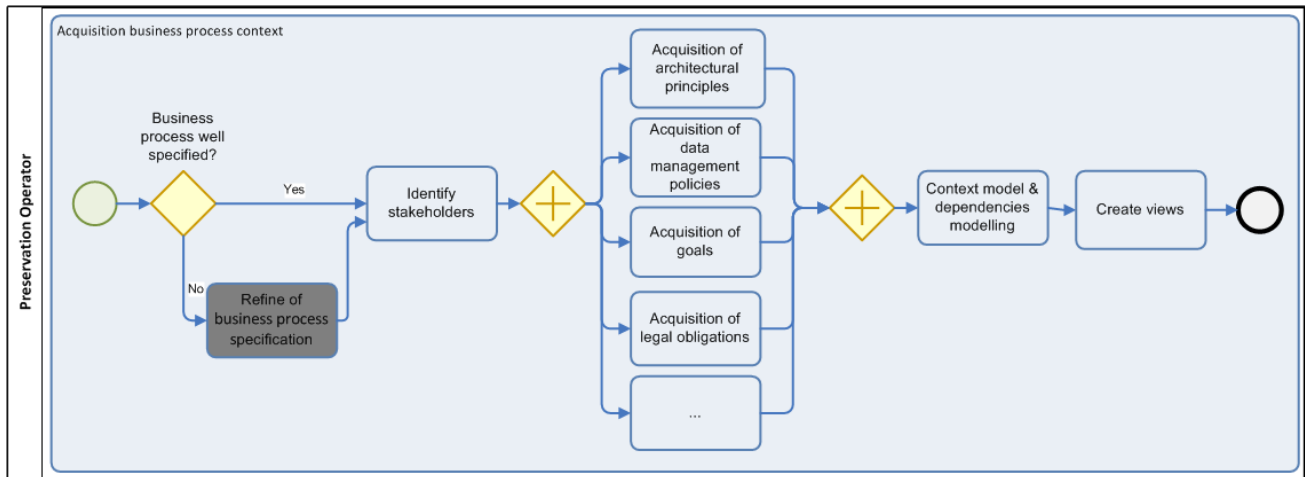 Preservation Operator
Acquisition business process context
Business
process well
specified?
Yes
No
Refine of
business process
specification
Identify
stakeholders
Acquisition of
architectural
principles
Acquisition of
data
management
policies
Acquisition of
goals
Acquisition of
legal obligations
...
Context model &
dependencies
modelling
Create views